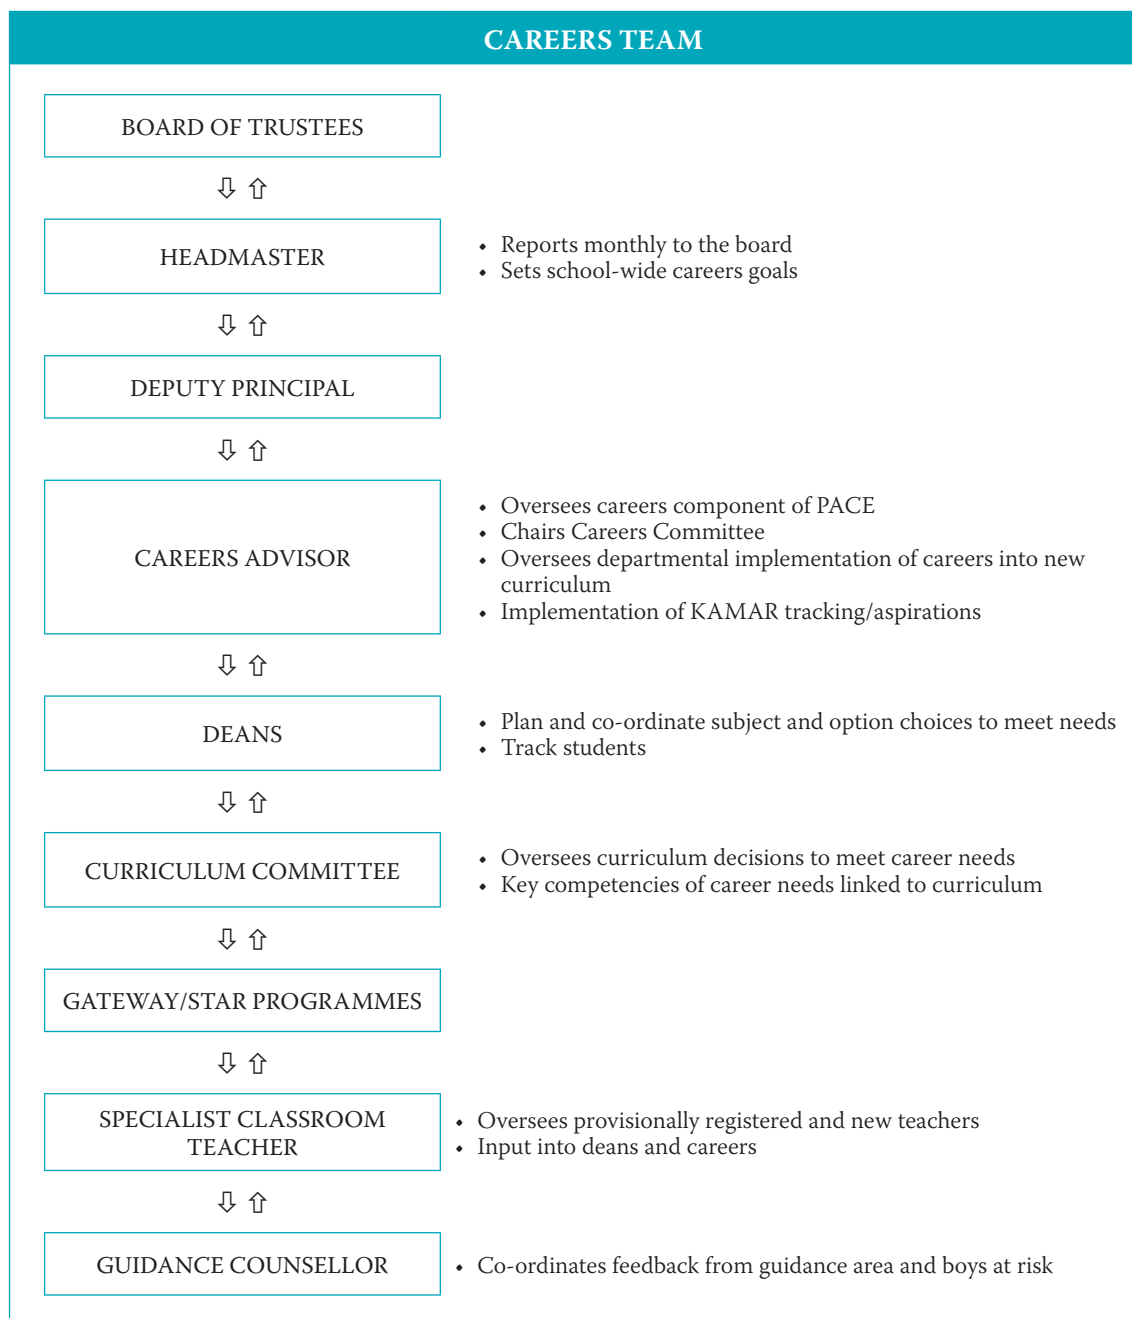 CAREERS TEAM
BOARD OF TRUSTEES
⇩ ⇧
HEADMASTER
• Reports monthly to the board
• Sets school-wide careers goals
⇩ ⇧
DEPUTY PRINCIPAL
⇩ ⇧
CAREERS ADVISOR
• Oversees careers component of PACE
• Chairs Careers Committee
• Oversees departmental implementation of careers into new
curriculum
• Implementation of KAMAR tracking/aspirations
⇩ ⇧
DEANS
• Plan and co-ordinate subject and option choices to meet needs
• Track students
⇩ ⇧
CURRICULUM COMMITTEE
• Oversees curriculum decisions to meet career needs
• Key competencies of career needs linked to curriculum
⇩ ⇧
GATEWAY/STAR PROGRAMMES
⇩ ⇧
SPECIALIST CLASSROOM
TEACHER
• Oversees provisionally registered and new teachers
• Input into deans and careers
⇩ ⇧
GUIDANCE COUNSELLOR
• Co-ordinates feedback from guidance area and boys at risk